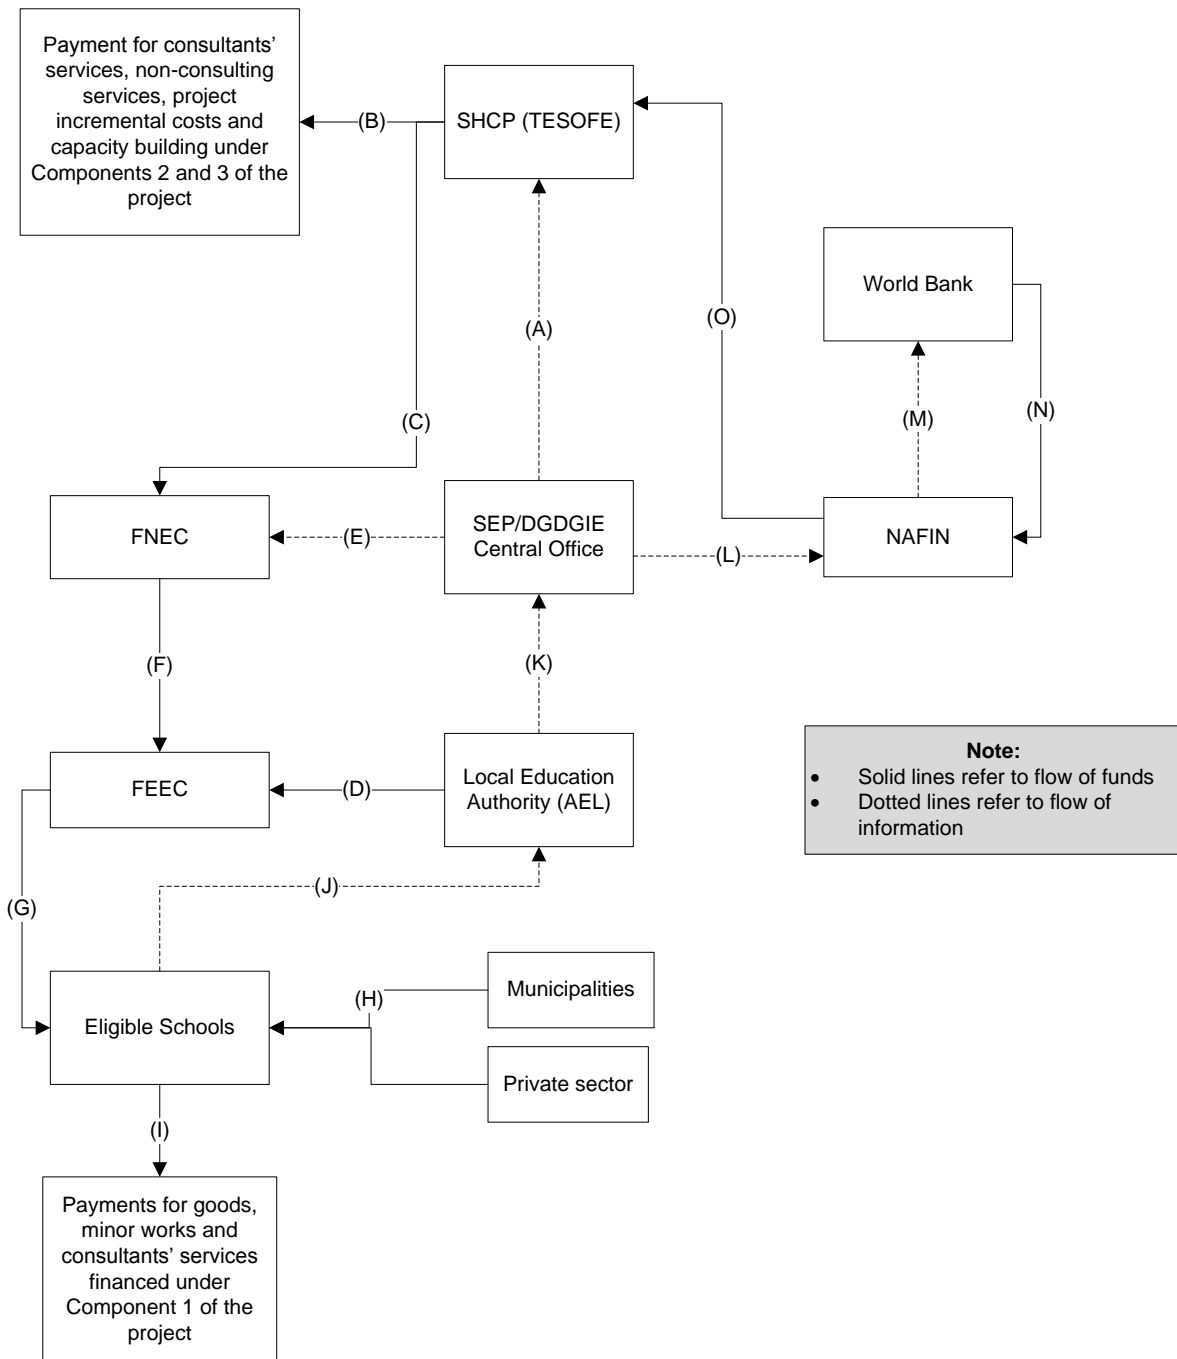 Payment for consultants’
services, non-consulting
services, project
incremental costs and
capacity building under
Components 2 and 3 of the
project
(B)
SHCP (TESOFE)
World Bank
(O)
(A)
(M)
(N)
(C)
FNEC
(E)
SEP/DGDGIE
Central Office
(L)
NAFIN
(F)
(K)
FEEC
(D)
Local Education
Authority (AEL)
Note:
• Solid lines refer to flow of funds
• Dotted lines refer to flow of
information
(J)
(G)
Eligible Schools
(H)
Municipalities
Private sector
(I)
Payments for goods,
minor works and
consultants’ services
financed under
Component 1 of the
project